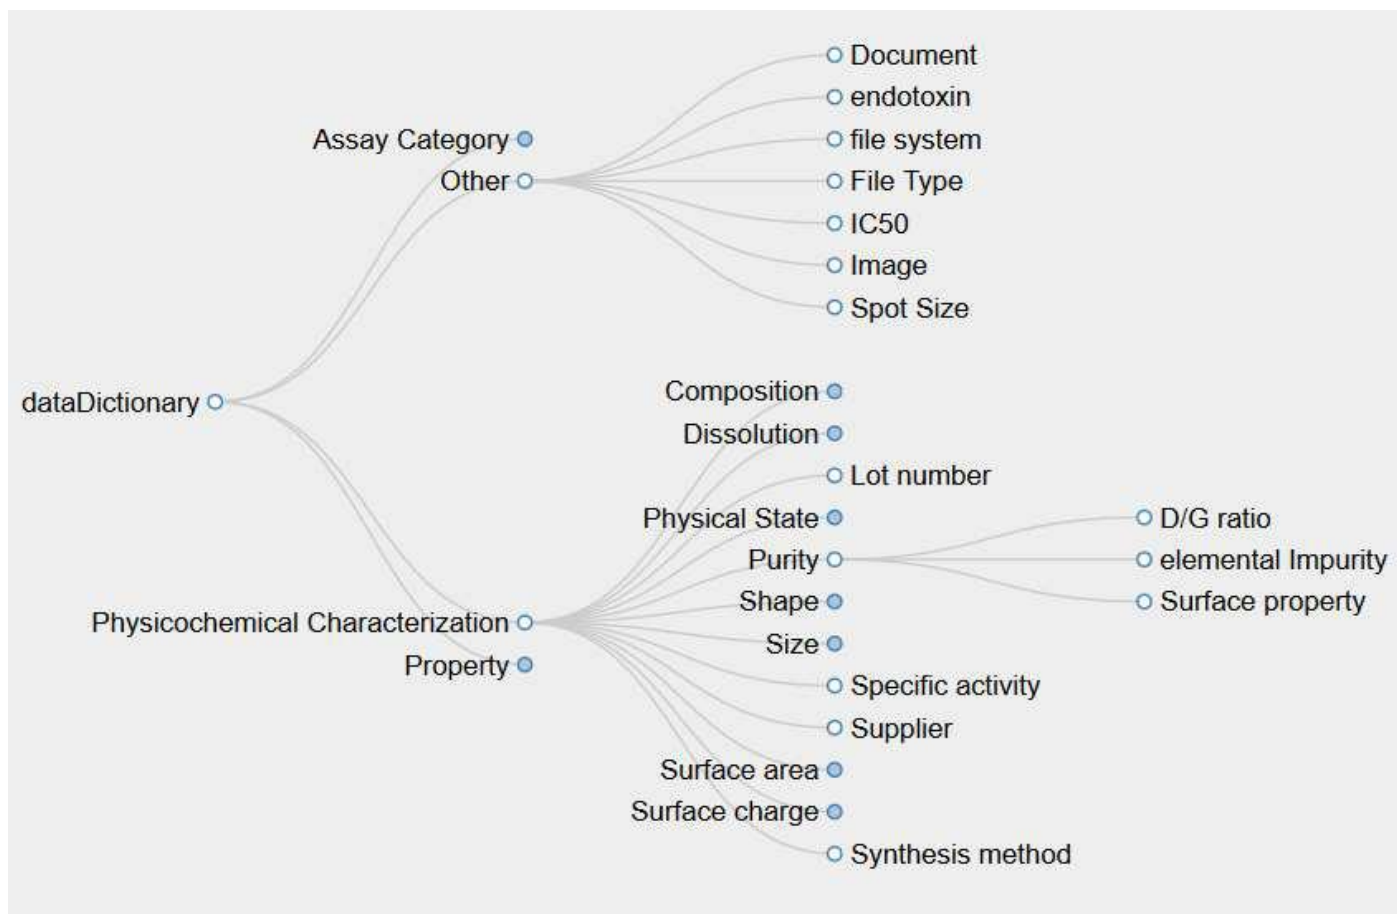 Document
endotoxin
Assay Category
file system
Other
File Type
IC50
Image
Spot Size
dataDictionary
Composition
Dissolution
Lot number
Physical State
D/G ratio
Purity
elemental Impurity
Shape
Surface property
Physicochemical Characterization
Size
Property
Specific activity
Supplier
Surface area
Surface charge
Synthesis method